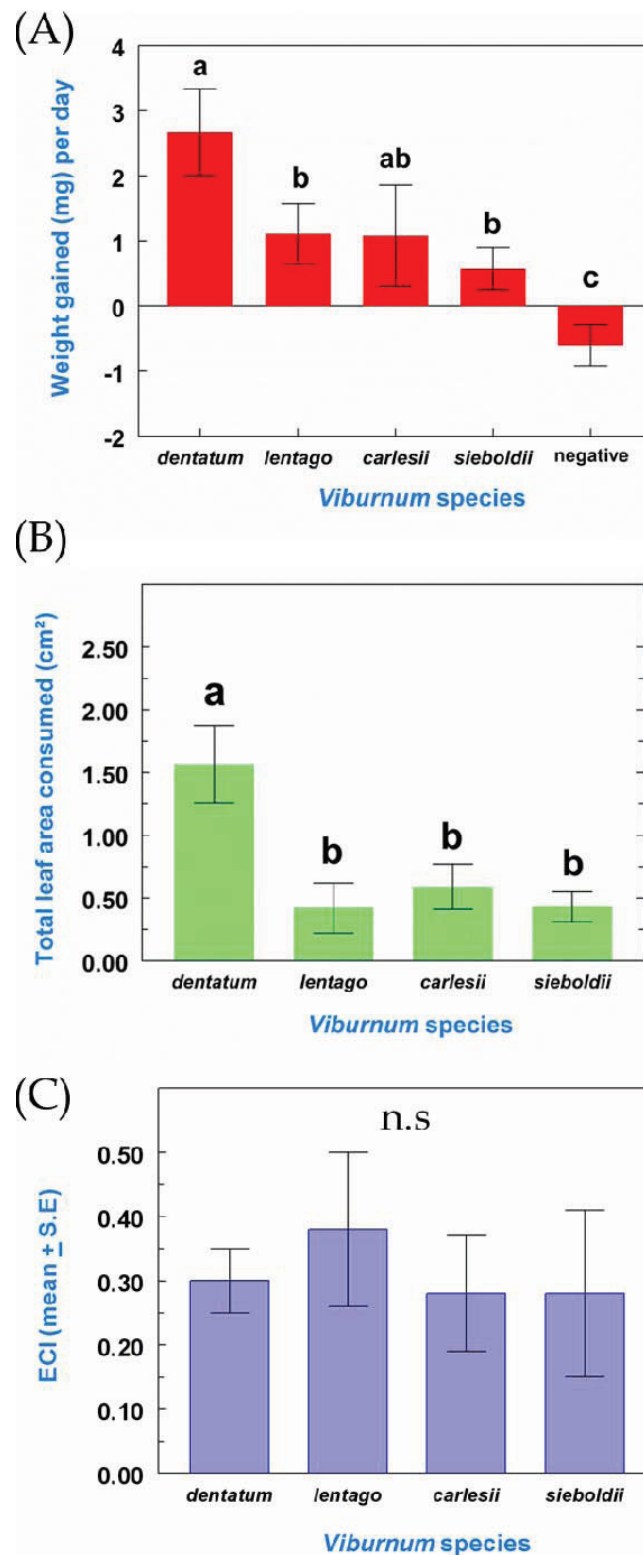 (A)
Weight gained (mg) per day
4
3
2
1
0
-1
-2
a
b
ab
b
c
dentatum lentago carlesii sieboldii negative
Viburnum species
(B)
Total leaf area consumed (cm²)
2.50
2.00
1.50
1.00
0.50
0.00
a
b
b
b
dentatum lentago carlesii sieboldii
Viburnum species
(C)
ECI (mean ± S.E)
n.s
0.50
0.40
0.30
0.20
0.10
0.00
dentatum lentago carlesii sieboldii
Viburnum species